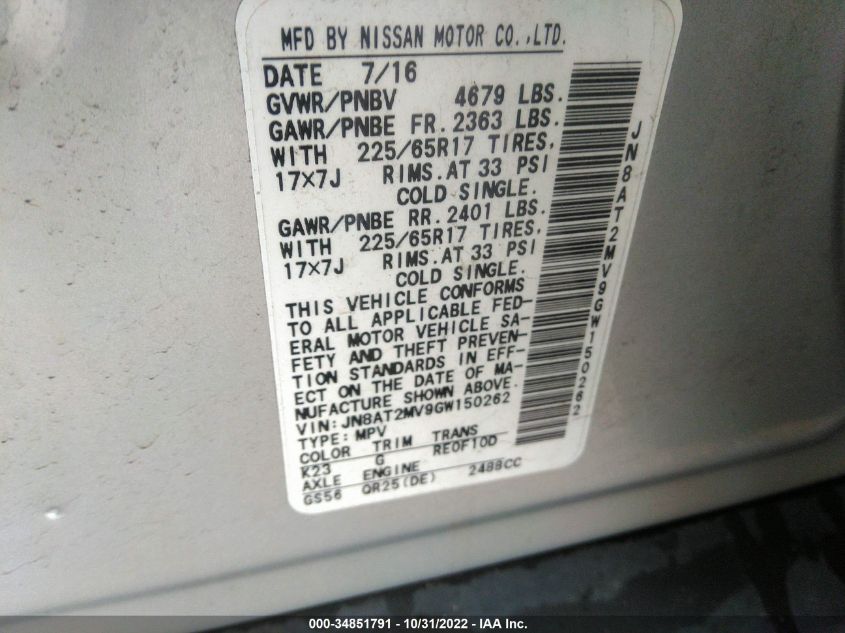 MFD BY NISSAN MOTOR CO.,LTD.
DATE 7/16
GVWR/PNBV 4679 LBS.
GAWR/PNBE FR. 2363 LBS.
WITH 225/65R17 TIRES,
17×7J RIMS.AT 33 PSI
COLD SINGLE.
GAWR/PNBE RR. 2401 LBS.
WITH 225/65R17 TIRES,
17×7J RIMS.AT 33 PSI
COLD SINGLE.
THIS VEHICLE CONFORMS
TO ALL APPLICABLE FED-
ERAL MOTOR VEHICLE SA-
FETY AND THEFT PREVEN-
TION STANDARDS IN EFF-
ECT ON THE DATE OF MA-
NUFACTURE SHOWN ABOVE.
VIN: JN8AT2MV9GW150262
TYPE: MPV
COLOR TRIM TRANS
K23 G RE0F10D
AXLE ENGINE
GS56 QR25(DE) 2488CC
JN8AT2MV9GW150262
000-34851791 - 10/31/2022 - IAA Inc.